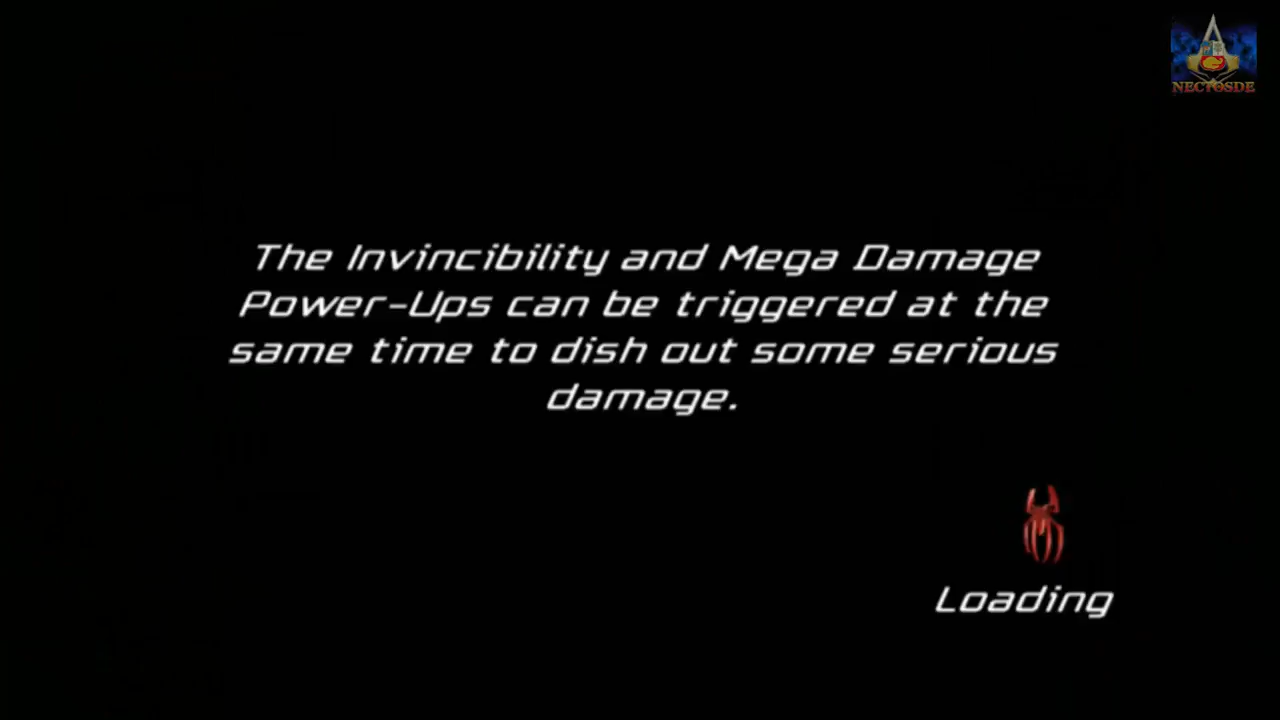 NECTOSDE
The Invincibility and Mega Damage
Power-Ups can be triggered at the
same time to dish out some serious
damage.
Loading